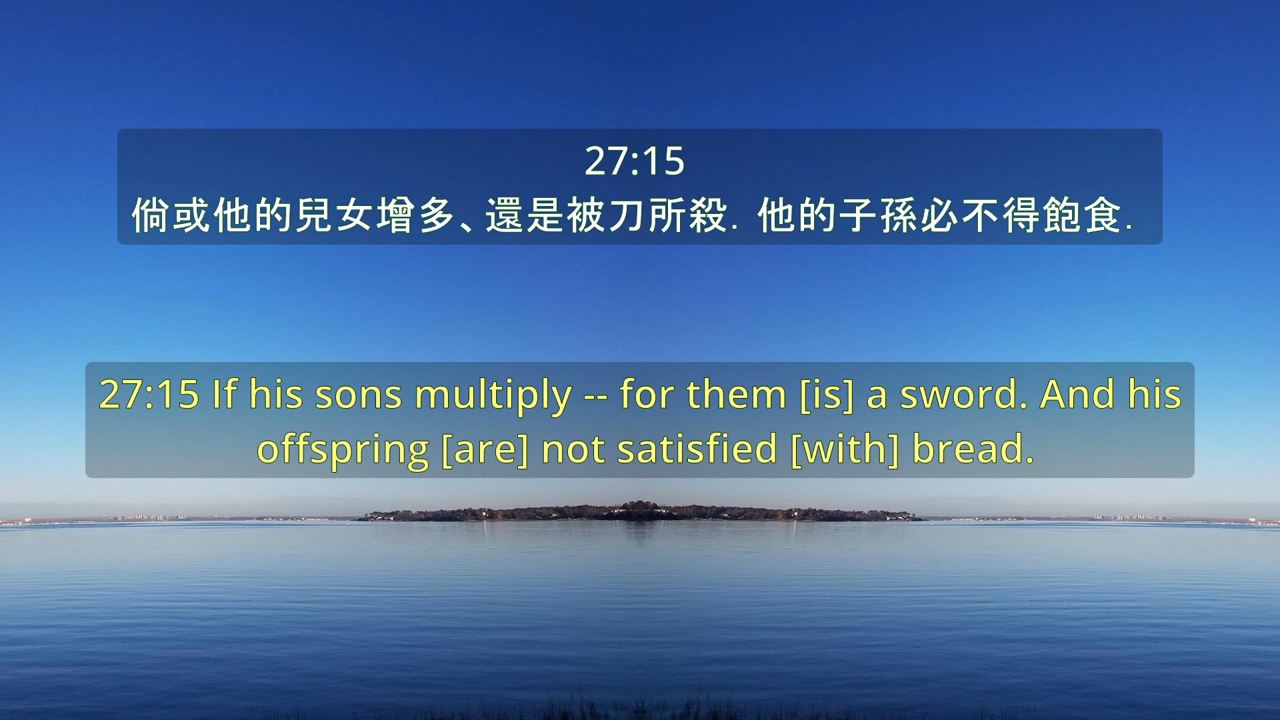 27:15
倘或他的兒女增多、還是被刀所殺．他的子孫必不得飽食．
27:15 If his sons multiply -- for them [is] a sword. And his
offspring [are] not satisfied [with] bread.